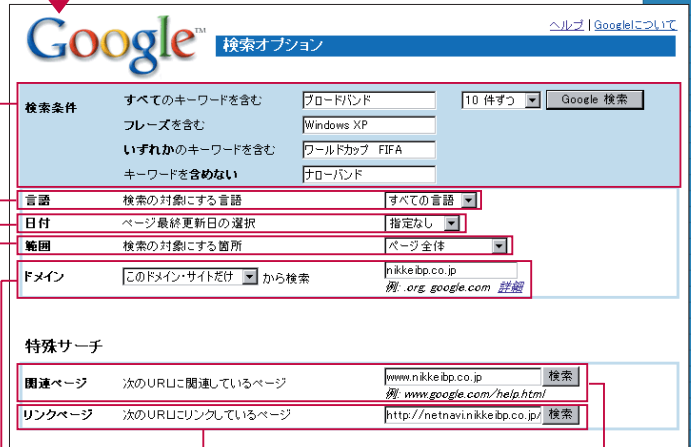 Google™ 検索オプション
ヘルプ | Googleについて
検索条件 すべてのキーワードを含む ブロードバンド 10 件ずつ Google 検索
フレーズを含む Windows XP
いずれかのキーワードを含む ワールドカップ FIFA
キーワードを含めない ナローバンド
言語 検索の対象にする言語 すべての言語
日付 ページ最終更新日の選択 指定なし
範囲 検索の対象にする箇所 ページ全体
ドメイン このドメイン・サイトだけ から検索 nikkeibp.co.jp
例: .org, google.com 詳細
特殊サーチ
関連ページ 次のURLに関連しているページ www.nikkeibp.co.jp 検索
例: www.google.com/help.html
リンクページ 次のURLにリンクしているページ http://netnavi.nikkeibp.co.jp/ 検索